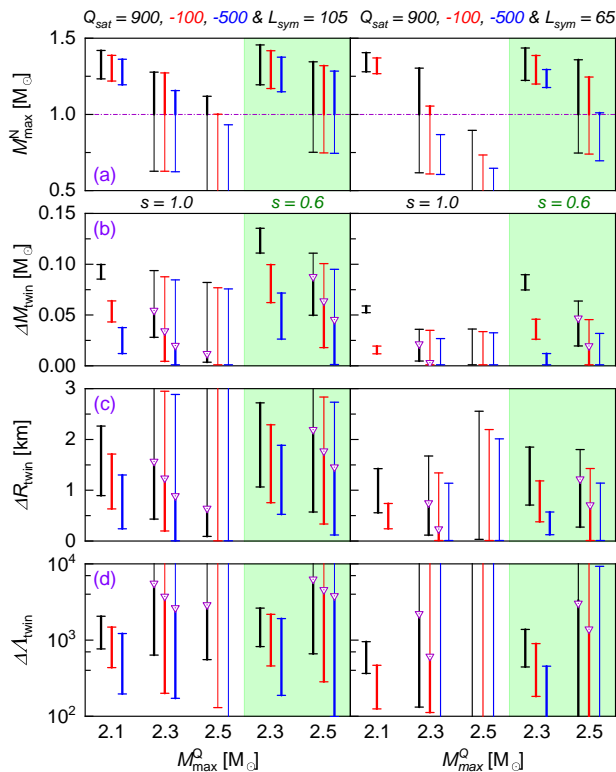 Q_sat = 900, -100, -500 & L_sym = 105
Q_sat = 900, -100, -500 & L_sym = 65
M^N_max [M☉]
1.5
1.0
0.5
(a)
s = 1.0
s = 0.6
s = 1.0
s = 0.6
ΔM_twin [M☉]
0.15
0.10
0.05
0.00
(b)
ΔR_twin [km]
3
2
1
0
(c)
ΔΛ_twin
10^4
10^3
10^2
(d)
2.1 2.3 2.5 2.3 2.5 2.1 2.3 2.5 2.3 2.5
M^Q_max [M☉]
M^Q_max [M☉]